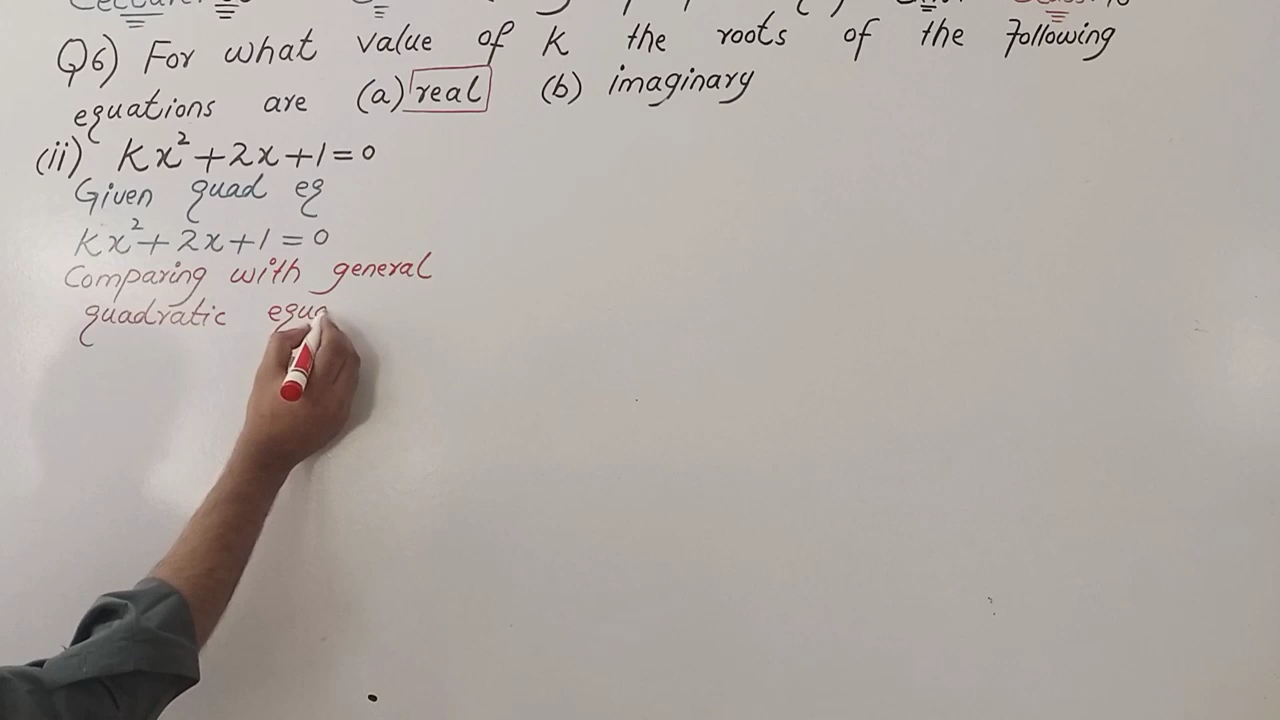 Q6) For what value of K the roots of the following
equations are (a) real (b) imaginary
(ii) Kx²+2x+1=0
Given quad eq
Kx²+2x+1=0
Comparing with general
quadratic equa